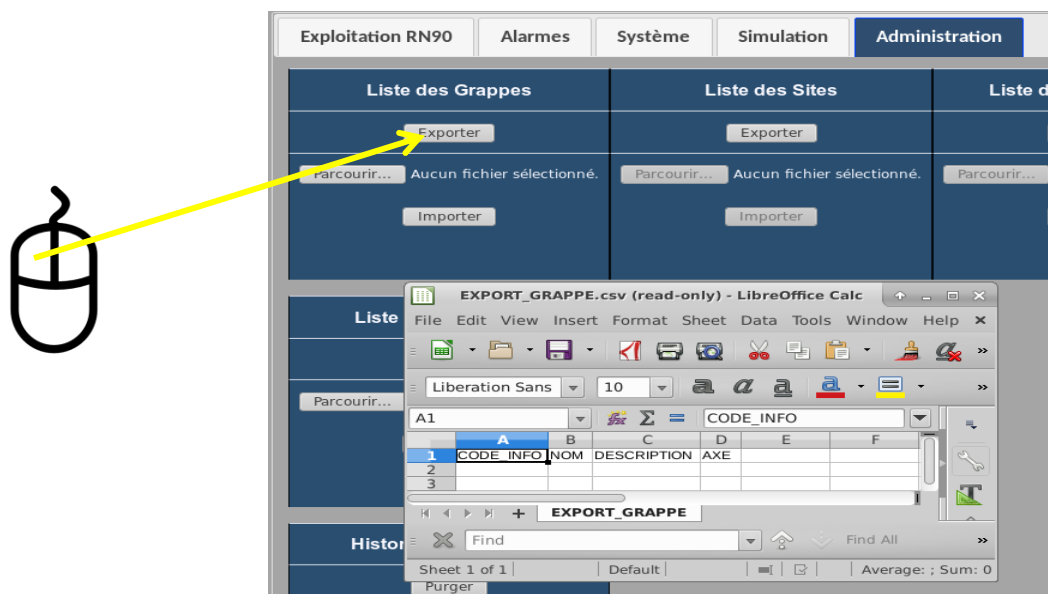 Exploitation RN90 Alarmes Système Simulation Administration
Liste des Grappes Liste des Sites Liste d
Exporter Exporter
Parcourir... Aucun fichier sélectionné. Parcourir... Aucun fichier sélectionné. Parcourir...
Importer Importer
EXPORT_GRAPPE.csv (read-only) - LibreOffice Calc
Liste
File Edit View Insert Format Sheet Data Tools Window Help
Liberation Sans 10
Parcourir...
A1 CODE_INFO
A B C D E F
1 CODE_INFO NOM DESCRIPTION AXE
2
3
EXPORT_GRAPPE
Histor
Find Find All
Sheet 1 of 1 Default Average: ; Sum: 0
Purger